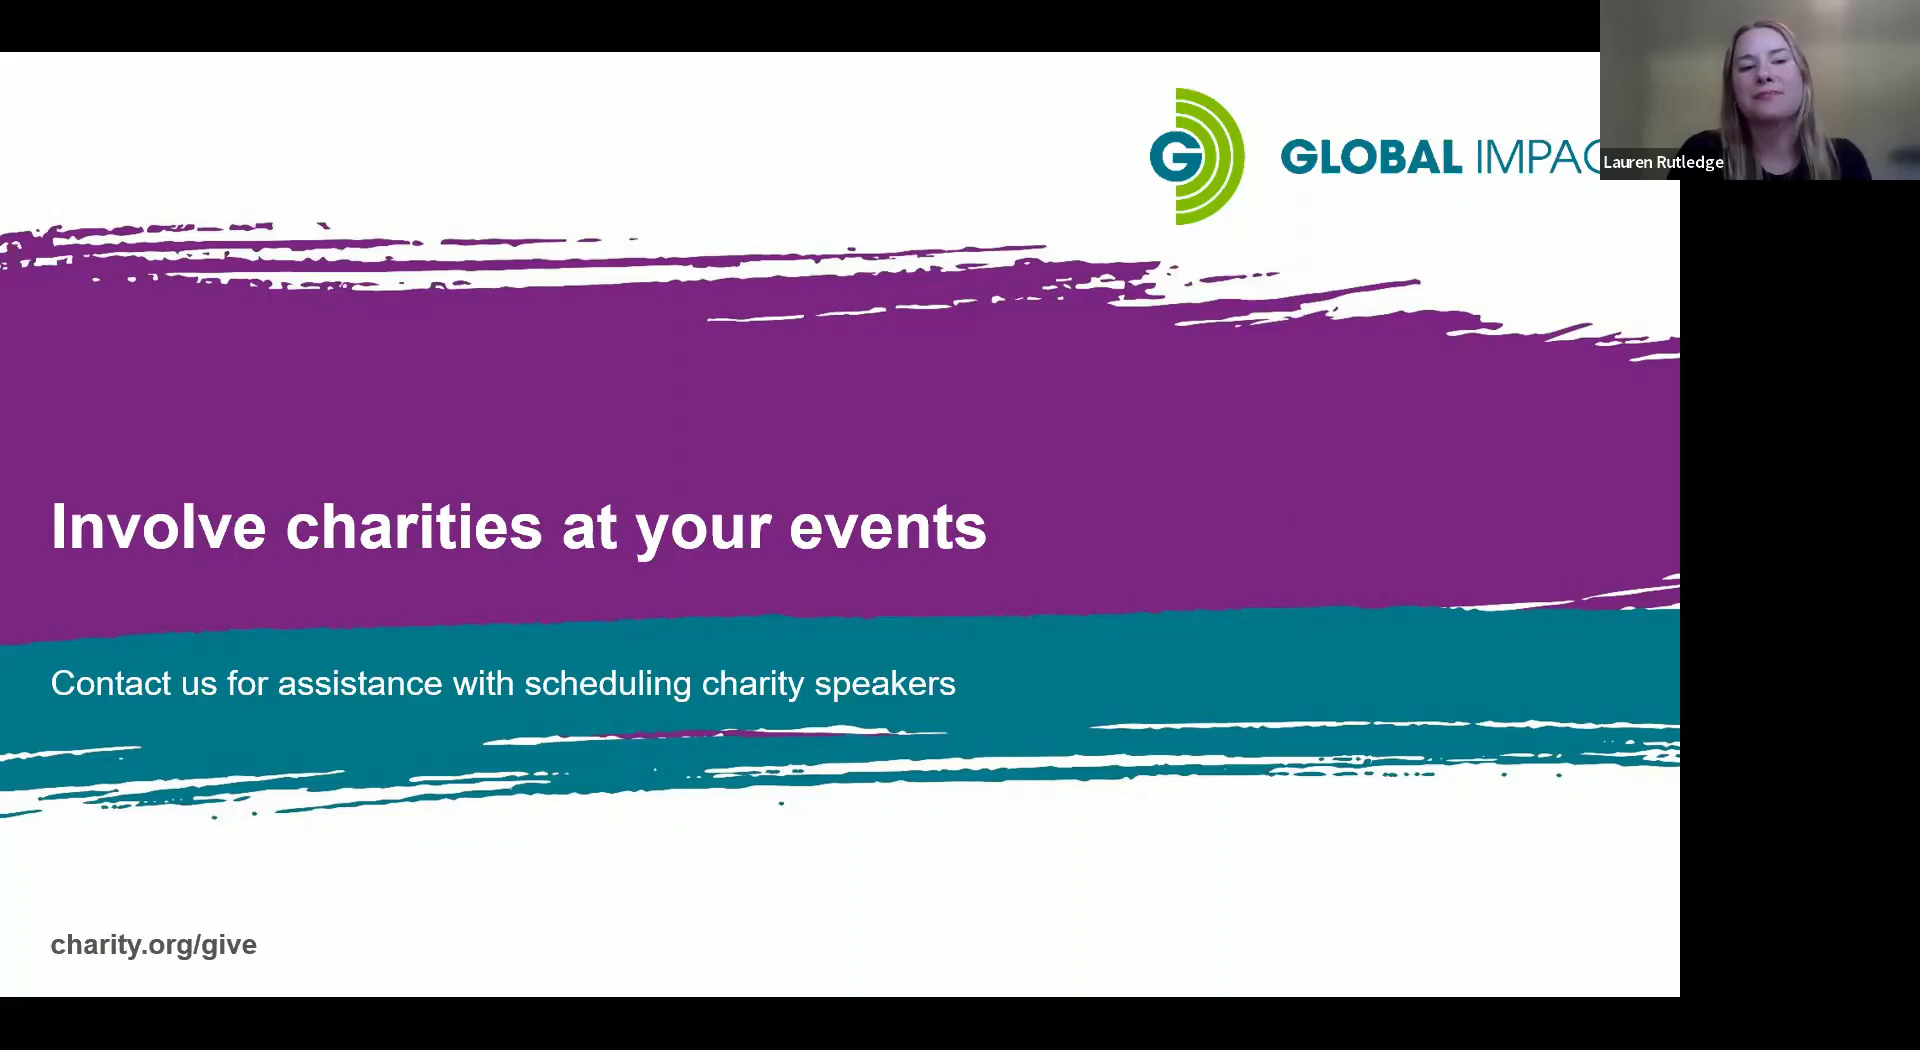 G GLOBAL IMPAC
Lauren Rutledge
Involve charities at your events
Contact us for assistance with scheduling charity speakers
charity.org/give